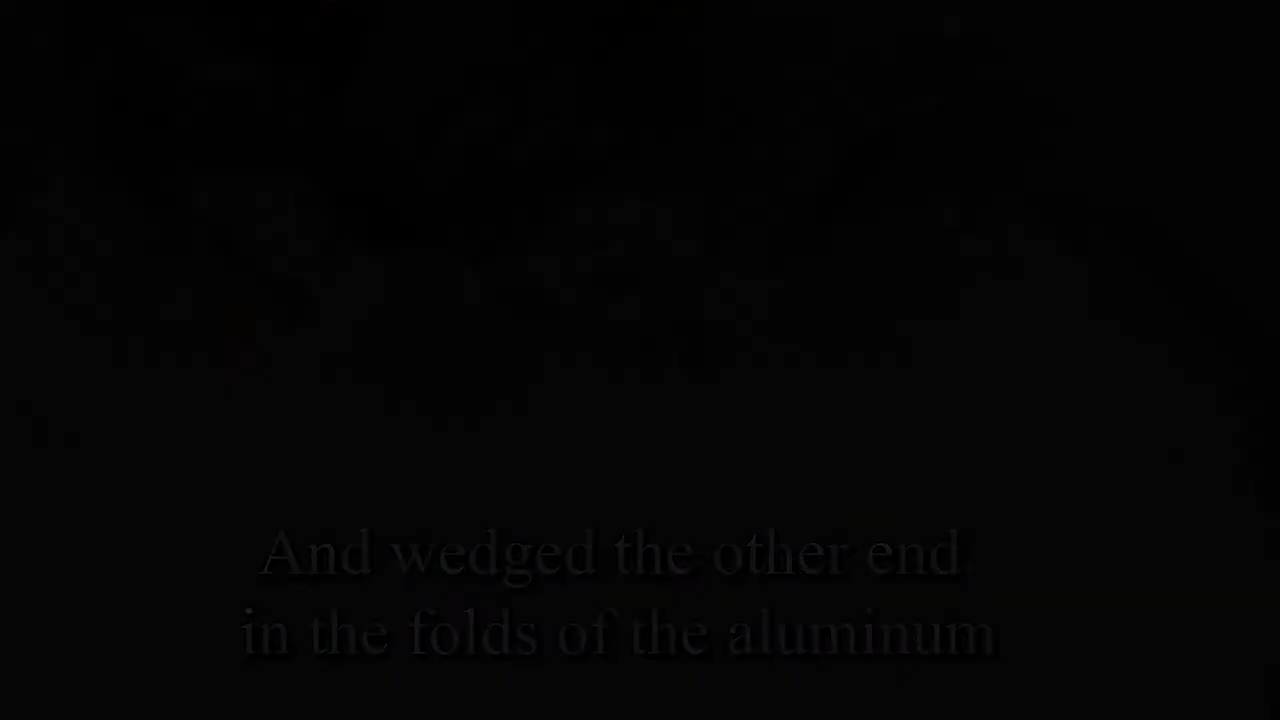 And wedged the other end
in the folds of the aluminum